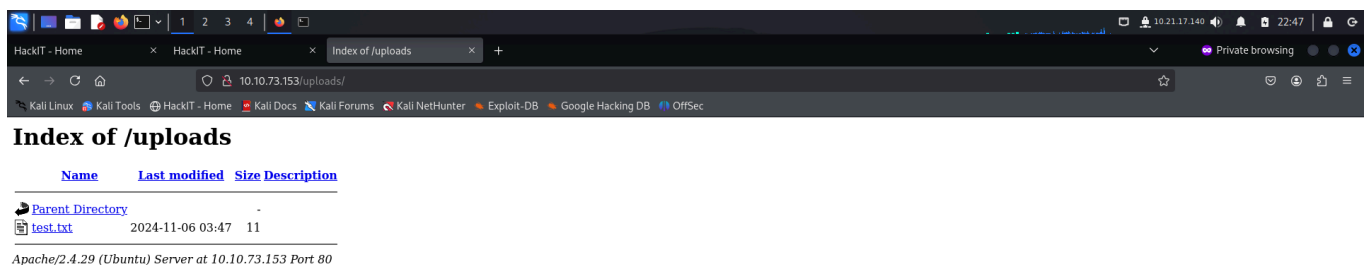 1 2 3 4 10.21.17.140 22:47
HackIT - Home HackIT - Home Index of /uploads Private browsing
10.10.73.153/uploads/
Kali Linux Kali Tools HackIT - Home Kali Docs Kali Forums Kali NetHunter Exploit-DB Google Hacking DB OffSec
Index of /uploads
Name Last modified Size Description
Parent Directory -
test.txt 2024-11-06 03:47 11
Apache/2.4.29 (Ubuntu) Server at 10.10.73.153 Port 80